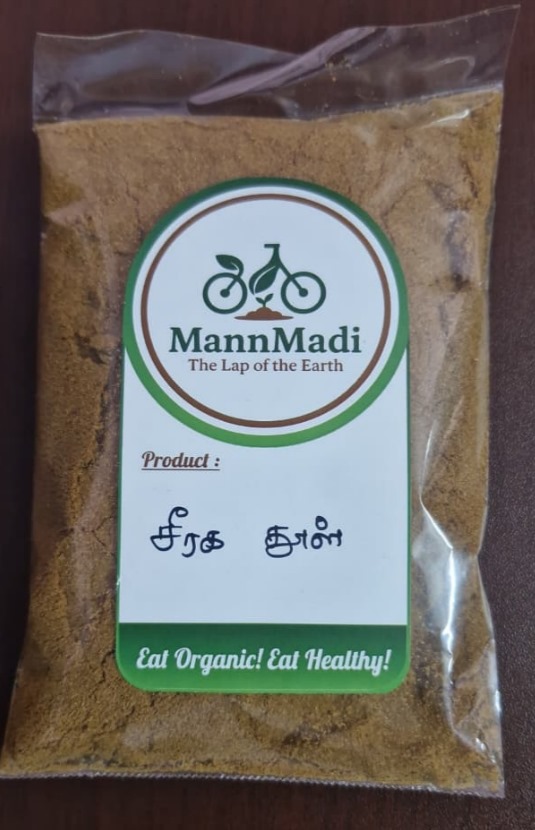 MannMadi
The Lap of the Earth
Product :
சீரக தூள்
Eat Organic! Eat Healthy!